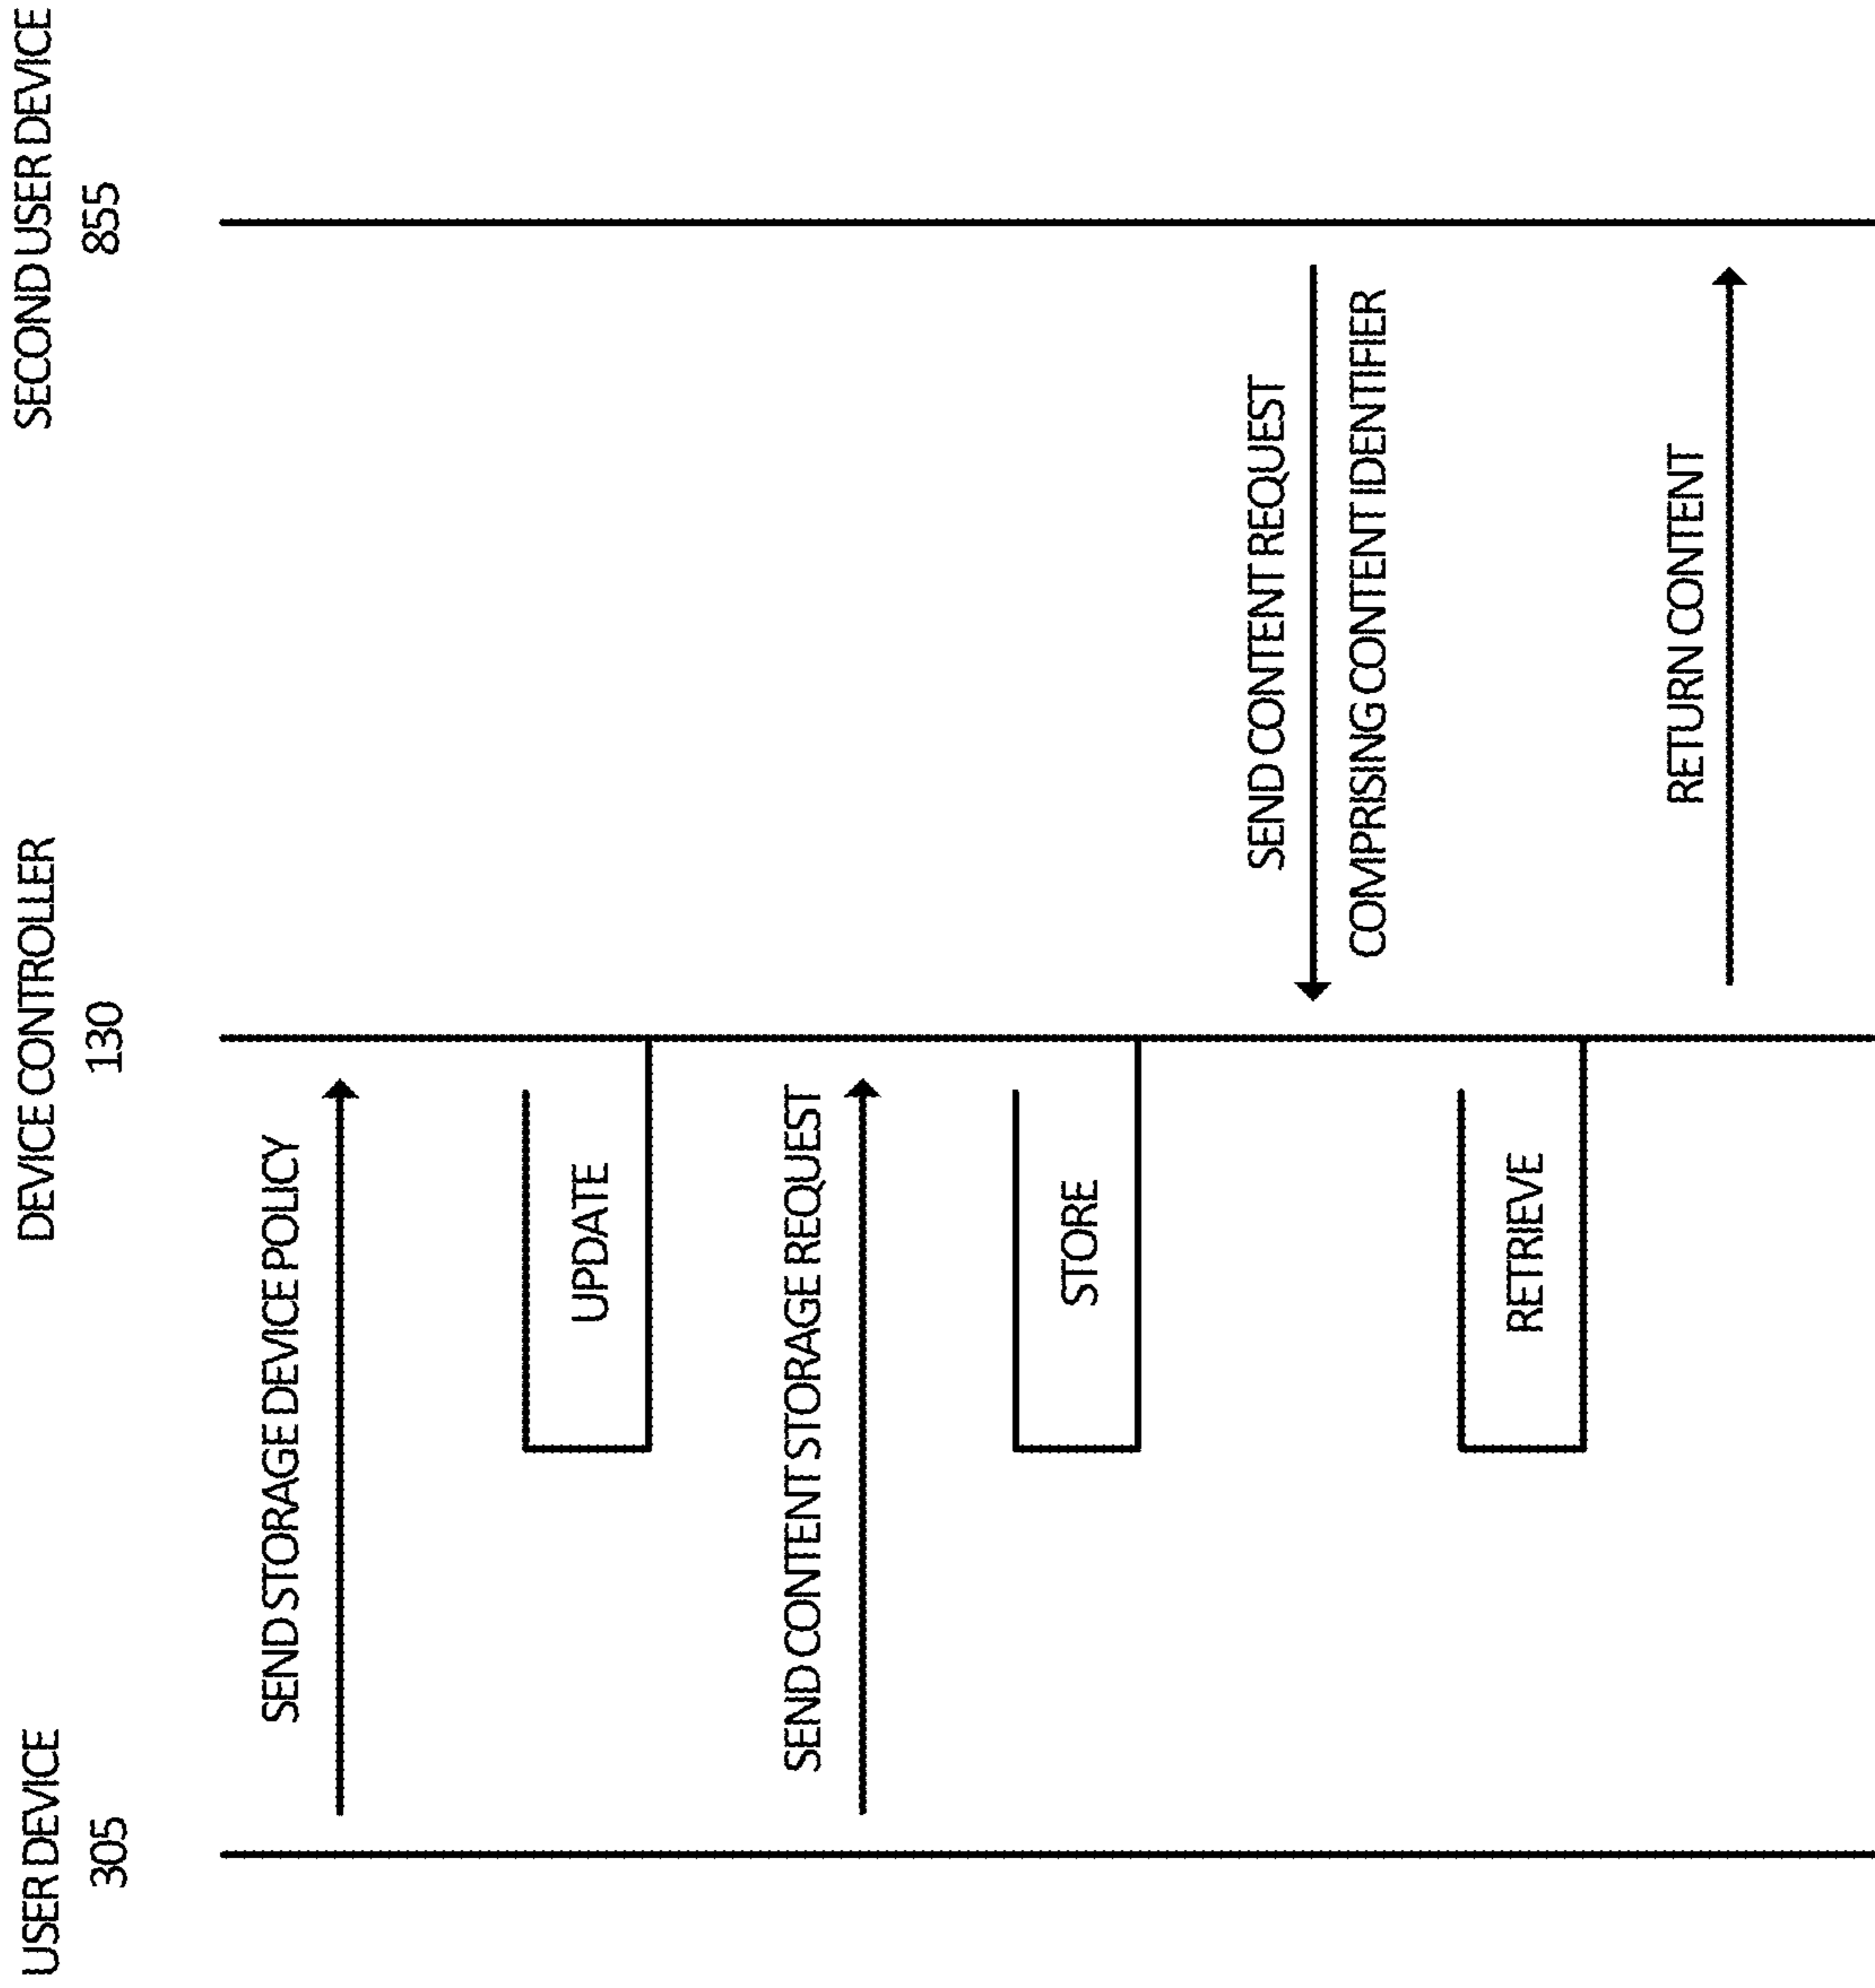 USER DEVICE
305
DEVICE CONTROLLER
130
SECOND USER DEVICE
855
SEND STORAGE DEVICE POLICY
UPDATE
SEND CONTENT STORAGE REQUEST
STORE
SEND CONTENT REQUEST
COMPRISING CONTENT IDENTIFIER
RETRIEVE
RETURN CONTENT